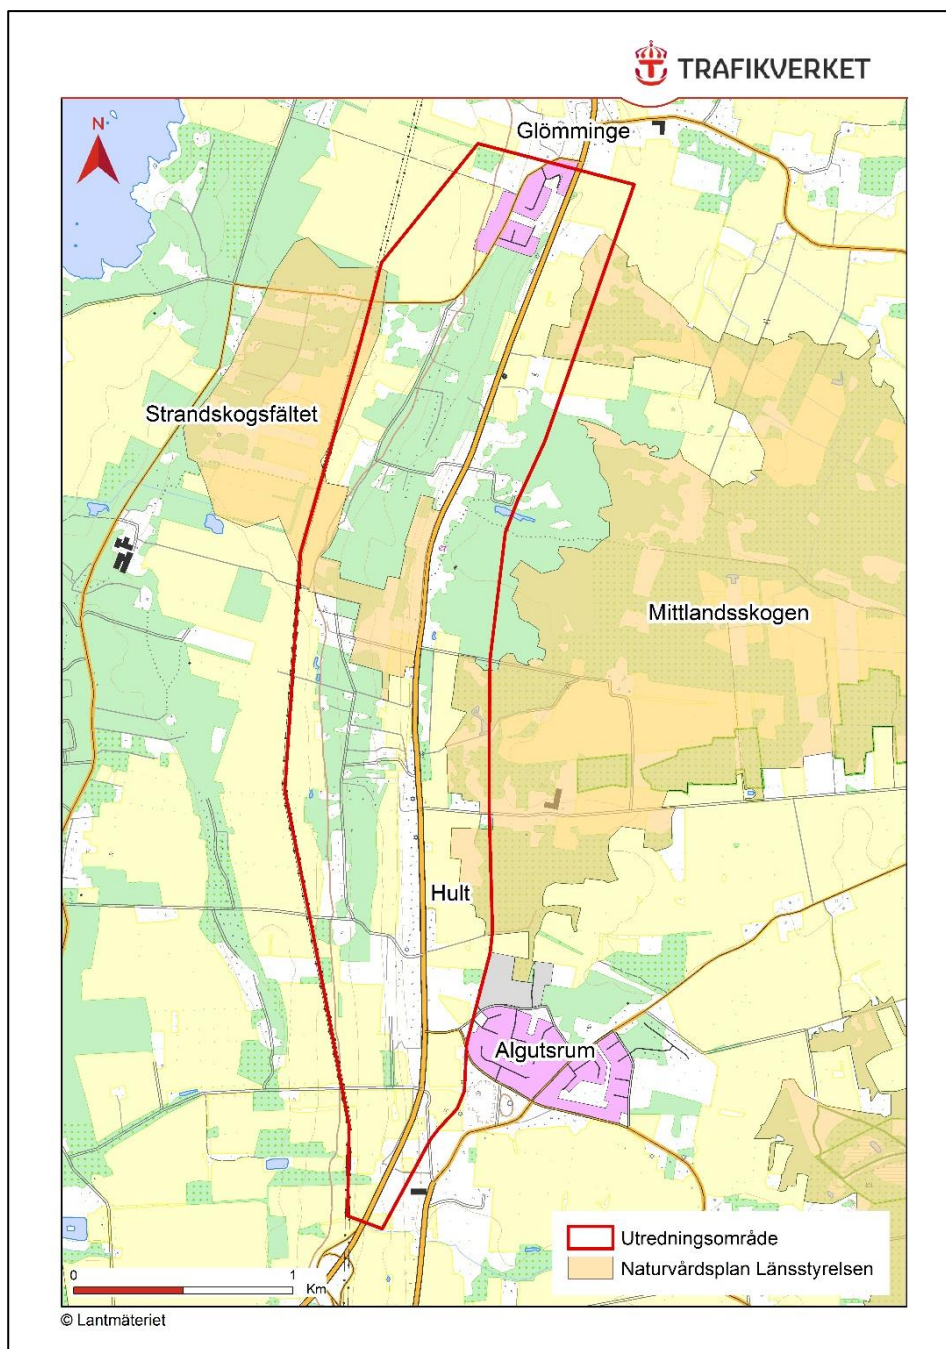 TRAFIKVERKET
N
Glömminge
Strandskogsfältet
Mittlandsskogen
Hult
Algutsrum
Utredningsområde
Naturvårdsplan Länsstyrelsen
0 1
Km
© Lantmäteriet